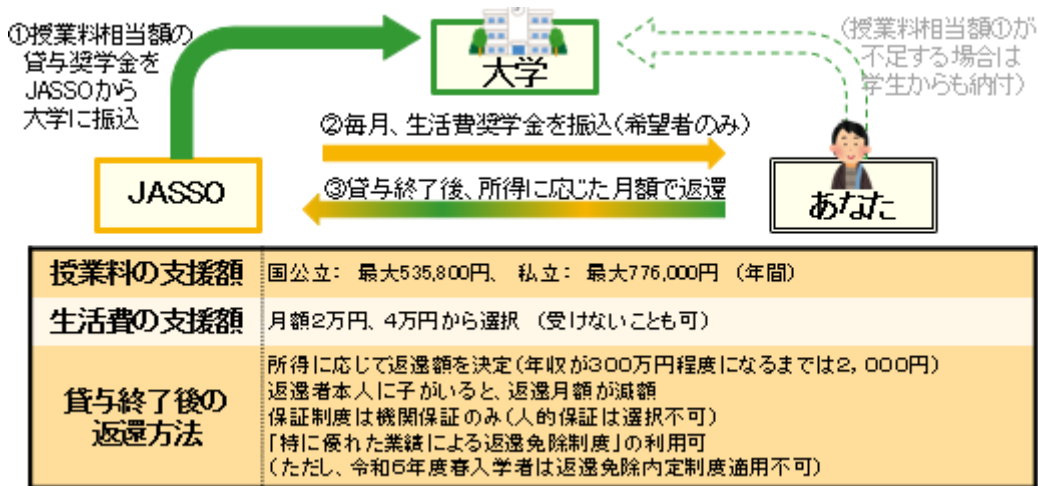 ①授業料相当額の
貸与奨学金を
JASSOから
大学に振込
大学
(授業料相当額①が
不足する場合は
学生からも納付)
②毎月、生活費奨学金を振込(希望者のみ)
JASSO
③貸与終了後、所得に応じた月額で返還
あなた
授業料の支援額
国公立： 最大535,800円、 私立： 最大776,000円 (年間)
生活費の支援額
月額2万円、4万円から選択 (受けないことも可)
貸与終了後の
返還方法
所得に応じて返還額を決定(年収が300万円程度になるまでは2，000円)
返還者本人に子がいると、返還月額が減額
保証制度は機関保証のみ(人的保証は選択不可)
「特に優れた業績による返還免除制度」の利用可
(ただし、令和6年度春入学者は返還免除内定制度適用不可)